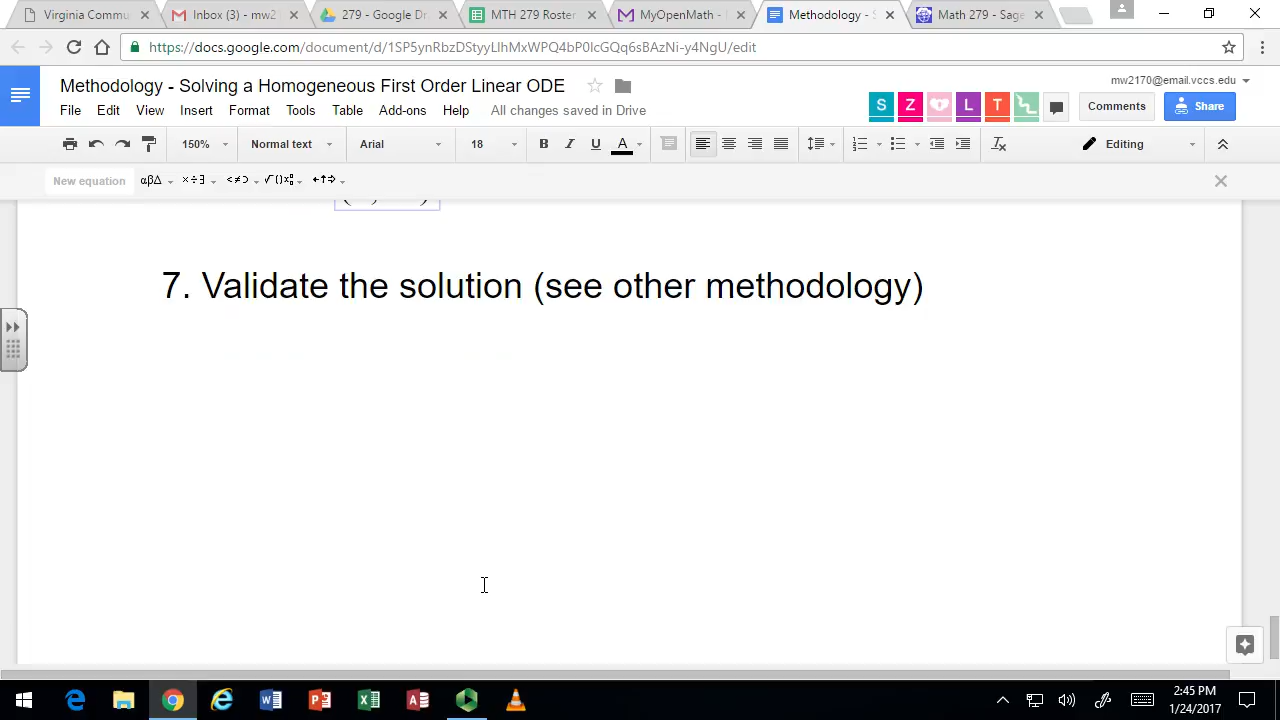 Virginia Commu
Inbox (3) - mw2
279 - Google Dr
MTH 279 Roster
MyOpenMath -
Methodology - S
Math 279 - Sage
https://docs.google.com/document/d/1SP5ynRbzDStyyLlhMxWPQ4bP0IcGQq6sBAzNi-y4NgU/edit
Methodology - Solving a Homogeneous First Order Linear ODE
mw2170@email.vccs.edu
File Edit View Insert Format Tools Table Add-ons Help All changes saved in Drive
S Z L T
Comments
Share
150% Normal text Arial 18 B I U A Editing
New equation
7. Validate the solution (see other methodology)
2:45 PM
1/24/2017